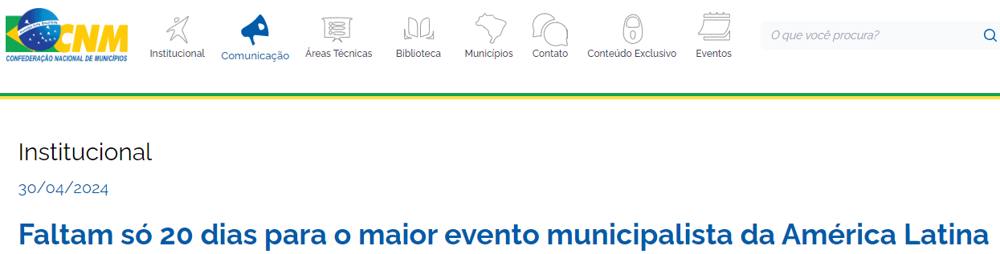 CNM
CONFEDERAÇÃO NACIONAL DE MUNICÍPIOS
Institucional
Comunicação
Áreas Técnicas
Biblioteca
Municípios
Contato
Conteúdo Exclusivo
Eventos
O que você procura?
Institucional
30/04/2024
Faltam só 20 dias para o maior evento municipalista da América Latina